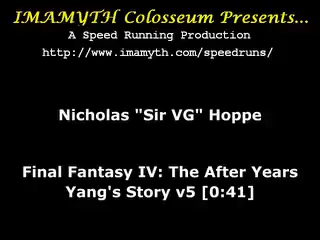 IMAMYTH Colosseum Presents...
A Speed Running Production
http://www.imamyth.com/speedruns/
Nicholas "Sir VG" Hoppe
Final Fantasy IV: The After Years
Yang's Story v5 [0:41]